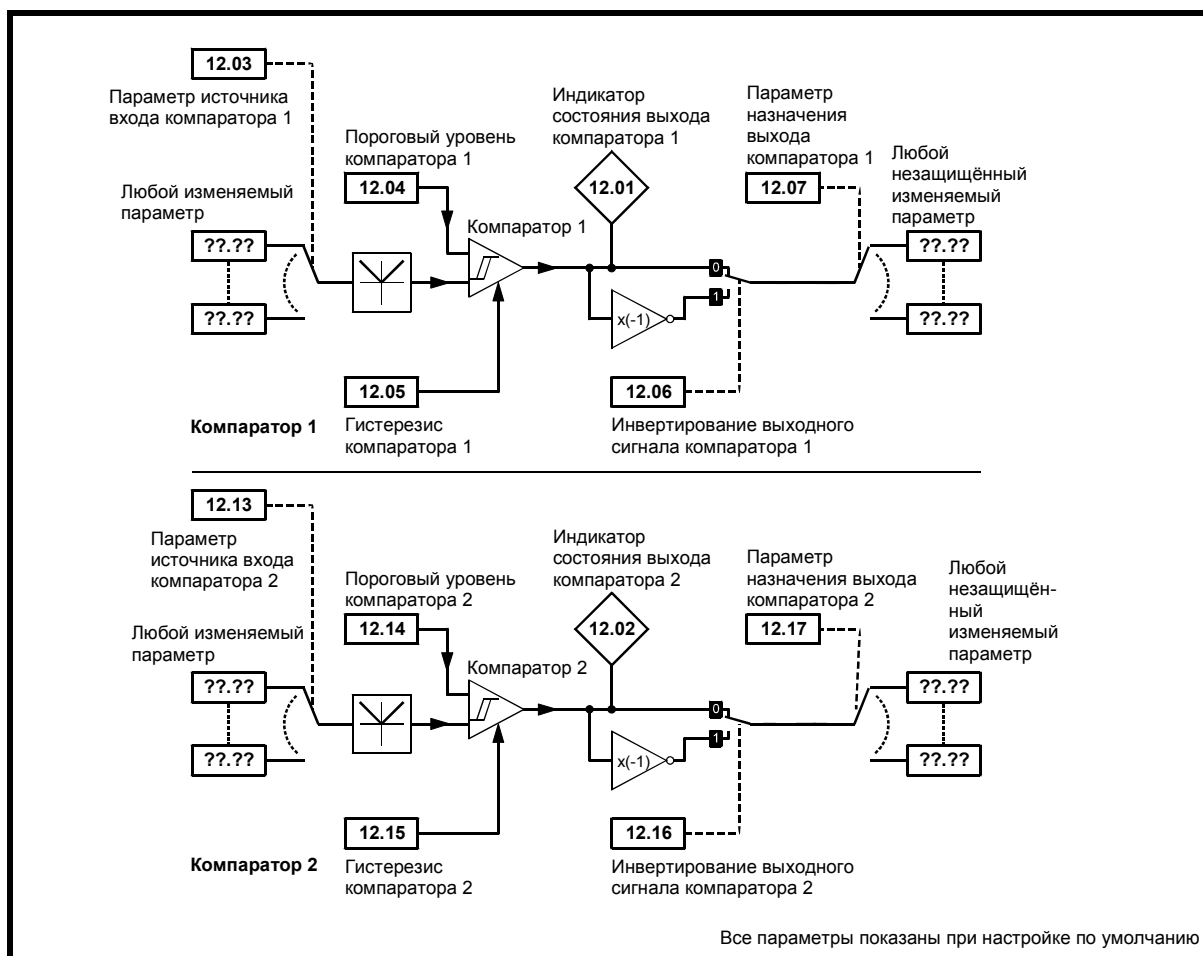 12.03
Параметр источника
входа компаратора 1
Любой изменяемый
параметр
??.??
??.??
Пороговый уровень
компаратора 1
12.04
Компаратор 1
12.05
Гистерезис
компаратора 1
Индикатор
состояния выхода
компаратора 1
12.01
0
1
x(-1)
12.06
Инвертирование выходного
сигнала компаратора 1
Параметр
назначения
выхода
компаратора 1
12.07
Любой
незащищённый
изменяемый
параметр
??.??
??.??
Компаратор 1
12.13
Параметр
источника входа
компаратора 2
Любой изменяемый
параметр
??.??
??.??
Пороговый уровень
компаратора 2
12.14
Компаратор 2
12.15
Гистерезис
компаратора 2
Индикатор
состояния выхода
компаратора 2
12.02
0
1
x(-1)
12.16
Инвертирование выходного
сигнала компаратора 2
Параметр
назначения выхода
компаратора 2
12.17
Любой
незащищён-
ный
изменяемый
параметр
??.??
??.??
Компаратор 2
Все параметры показаны при настройке по умолчанию